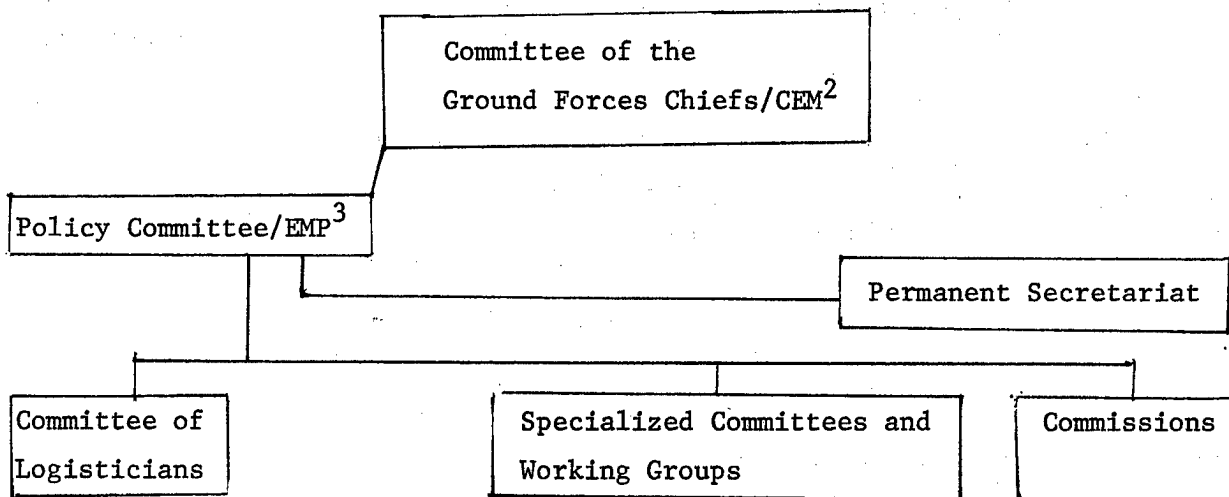 Committee of the
Ground Forces Chiefs/CEM2
Policy Committee/EMP3
Permanent Secretariat
Committee of
Logisticians
Specialized Committees and
Working Groups
Commissions